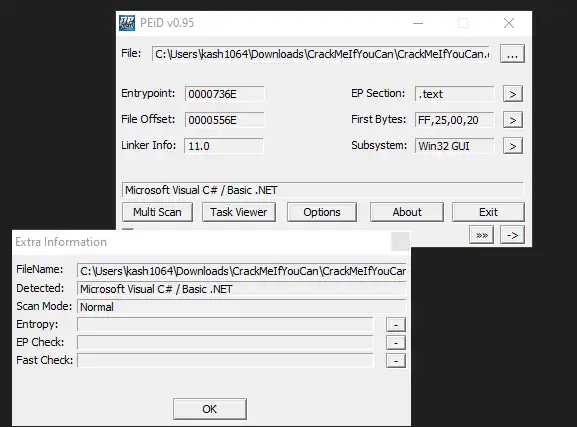 PEiD v0.95
File: C:\Users\kash1064\Downloads\CrackMeIfYouCan\CrackMeIfYouCan.e ...
Entrypoint: 0000736E EP Section: .text >
File Offset: 0000556E First Bytes: FF,25,00,20 >
Linker Info: 11.0 Subsystem: Win32 GUI >
Microsoft Visual C# / Basic .NET
Multi Scan Task Viewer Options About Exit
»» ->
Extra Information
FileName: C:\Users\kash1064\Downloads\CrackMeIfYouCan\CrackMeIfYouCan
Detected: Microsoft Visual C# / Basic .NET
Scan Mode: Normal
Entropy: -
EP Check: -
Fast Check: -
OK